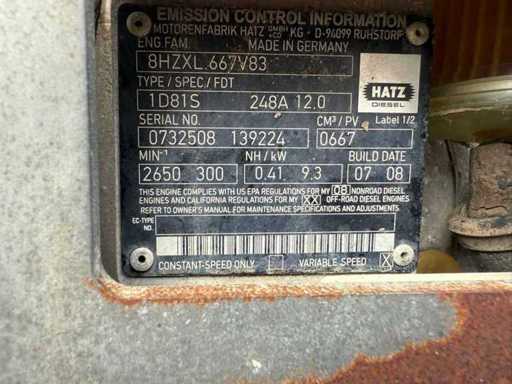 EMISSION CONTROL INFORMATION
MOTORENFABRIK HATZ GMBH +CO KG - D-94099 RUHSTORF
ENG.FAM. MADE IN GERMANY
8HZXL.667V83
TYPE / SPEC / FDT
HATZ
DIESEL
1D81S 248A 12.0
SERIAL NO. CM³ / PV Label 1/2
0732508 139224 0667
MIN⁻¹ NH / kW BUILD DATE
2650 300 0,41 9.3 07 08
THIS ENGINE COMPLIES WITH US EPA REGULATIONS FOR MY 08 NONROAD DIESEL
ENGINES AND CALIFORNIA REGULATIONS FOR MY XX OFF-ROAD DIESEL ENGINES.
REFER TO OWNER'S MANUAL FOR MAINTENANCE SPECIFICATIONS AND ADJUSTMENTS.
EC-TYPE-
NO.
CONSTANT-SPEED ONLY VARIABLE SPEED X